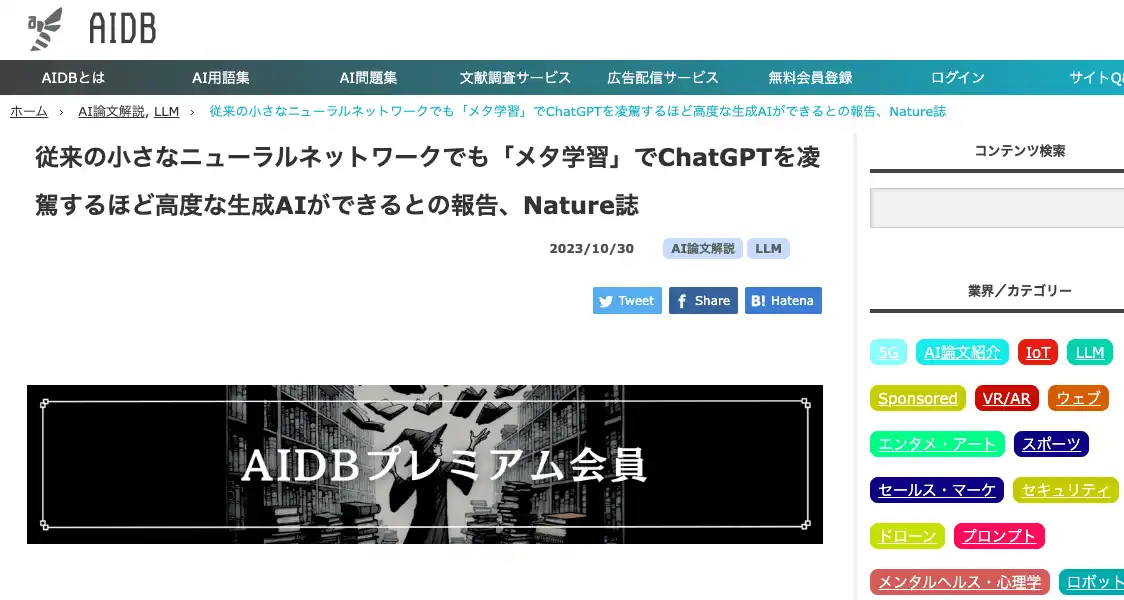 AIDB
AIDBとは AI用語集 AI問題集 文献調査サービス 広告配信サービス 無料会員登録 ログイン サイトQ&
ホーム › AI論文解説, LLM › 従来の小さなニューラルネットワークでも「メタ学習」でChatGPTを凌駕するほど高度な生成AIができるとの報告、Nature誌
従来の小さなニューラルネットワークでも「メタ学習」でChatGPTを凌
駕するほど高度な生成AIができるとの報告、Nature誌
2023/10/30 AI論文解説 LLM
Tweet Share B! Hatena
AIDBプレミアム会員
コンテンツ検索
業界／カテゴリー
5G AI論文紹介 IoT LLM
Sponsored VR/AR ウェブ
エンタメ・アート スポーツ
セールス・マーケ セキュリティ
ドローン プロンプト
メンタルヘルス・心理学 ロボット